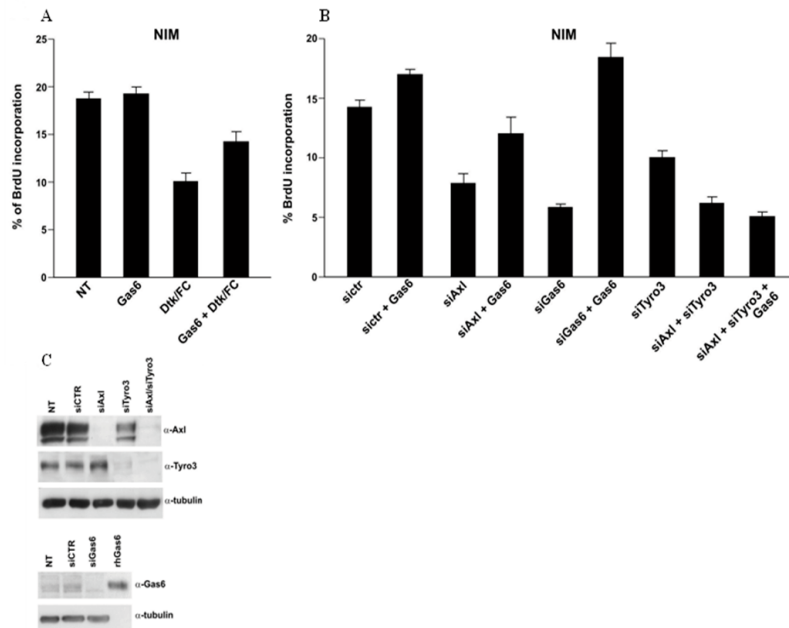 A
NIM
% of BrdU incorporation
25
20
15
10
5
0
NT
Gas6
Dtk/FC
Gas6 + Dtk/FC
B
NIM
% BrdU incorporation
20
15
10
5
0
sictr
sictr + Gas6
siAxl
siAxl + Gas6
siGas6
siGas6 + Gas6
siTyro3
siAxl + siTyro3
siAxl + siTyro3 +
Gas6
C
NT
siCTR
siAxl
siTyro3
siAxl/siTyro3
α-Axl
α-Tyro3
α-tubulin
NT
siCTR
siGas6
rhGas6
α-Gas6
α-tubulin